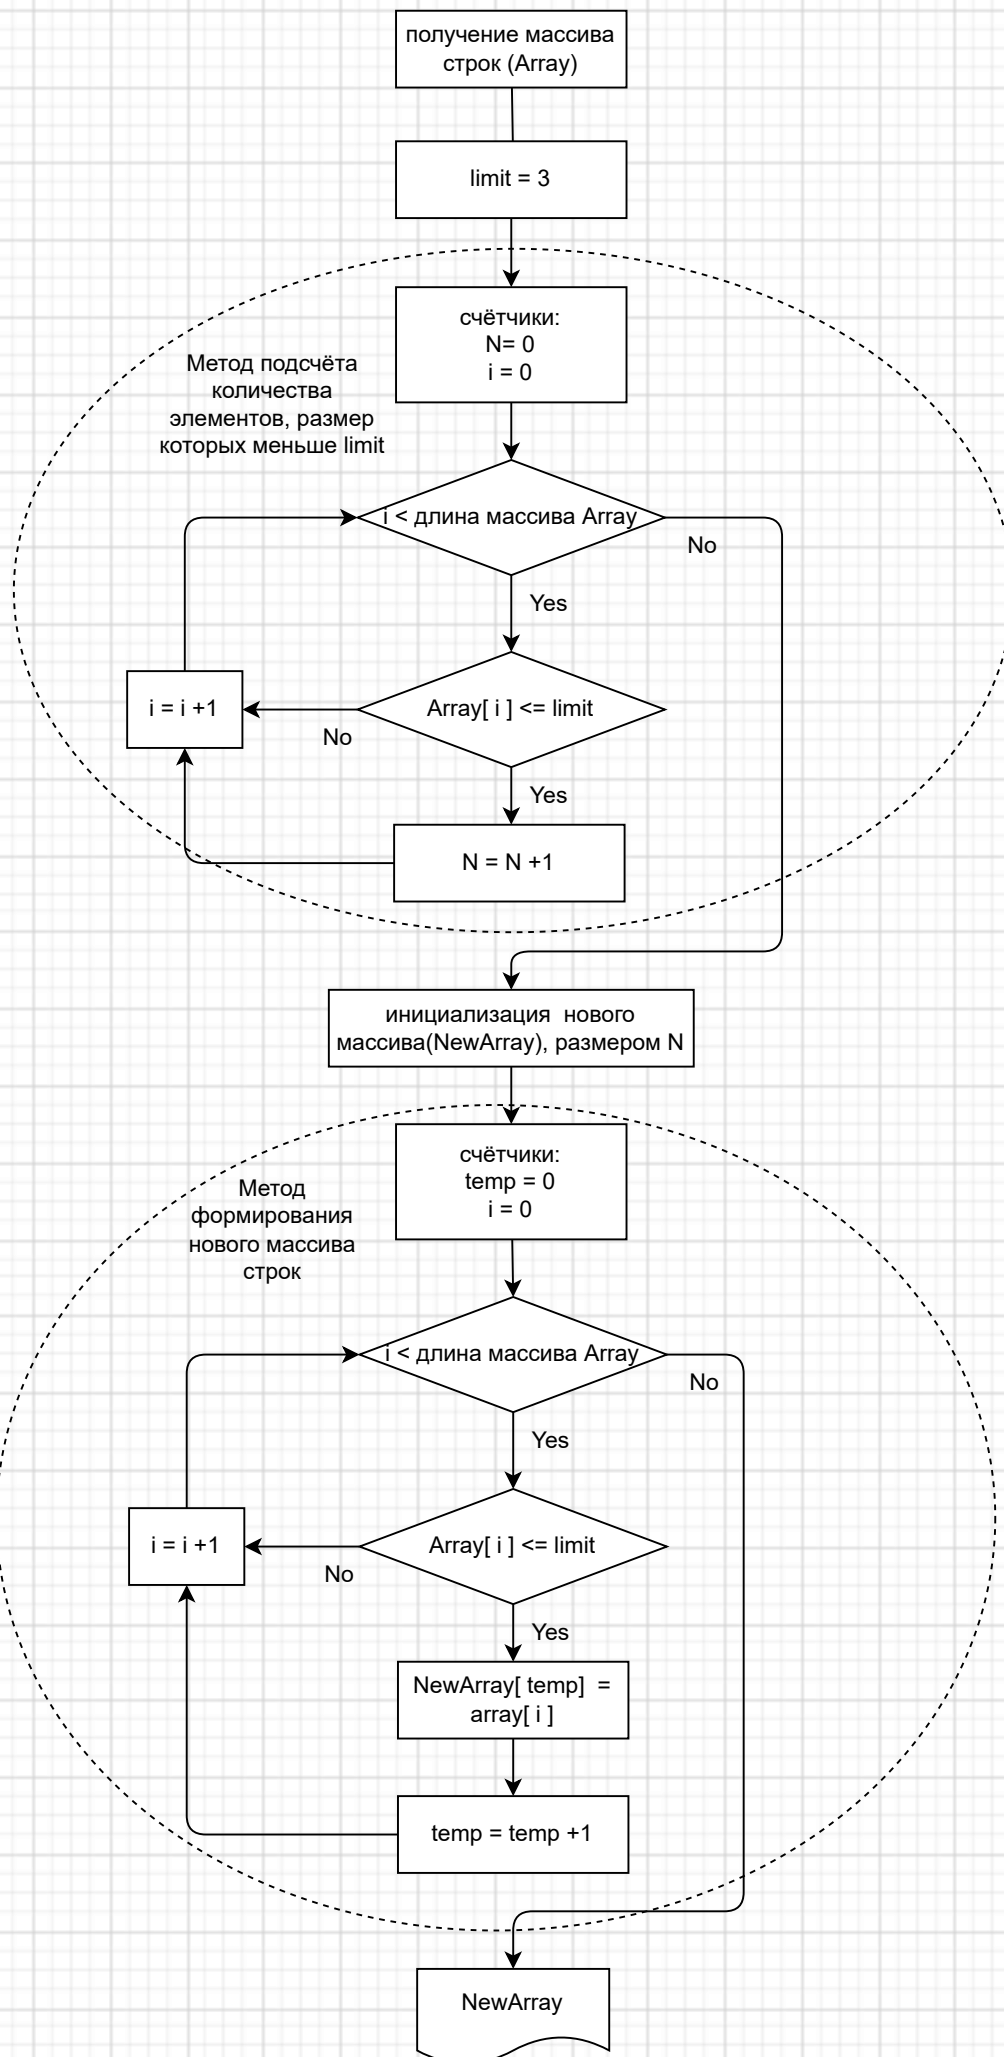 получение массива
строк (Array)
limit = 3
счётчики:
N= 0
i = 0
Метод подсчёта
количества
элементов, размер
которых меньше limit
i < длина массива Array
No
Yes
i = i +1
Array[ i ] <= limit
No
Yes
N = N +1
инициализация  нового
массива(NewArray), размером N
счётчики:
temp = 0
i = 0
Метод
формирования
нового массива
строк
i < длина массива Array
No
Yes
i = i +1
Array[ i ] <= limit
No
Yes
NewArray[ temp]  =
array[ i ]
temp = temp +1
NewArray